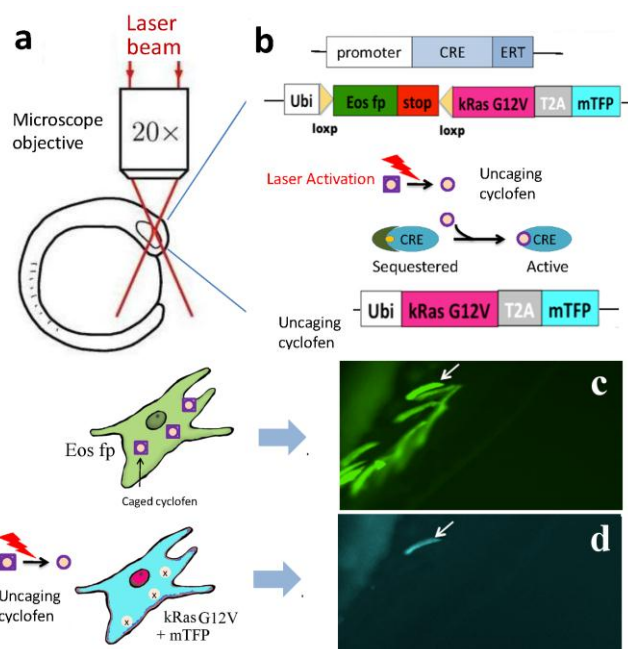 a
Laser
beam
Microscope
objective
20×
b
promoter CRE ERT
Ubi Eos fp stop kRas G12V T2A mTFP
loxp loxp
Laser Activation
Uncaging
cyclofen
CRE CRE
Sequestered Active
Uncaging
cyclofen
Ubi kRas G12V T2A mTFP
Eos fp
Caged cyclofen
c
Uncaging
cyclofen
x
x
x
x
kRas G12V
+ mTFP
d